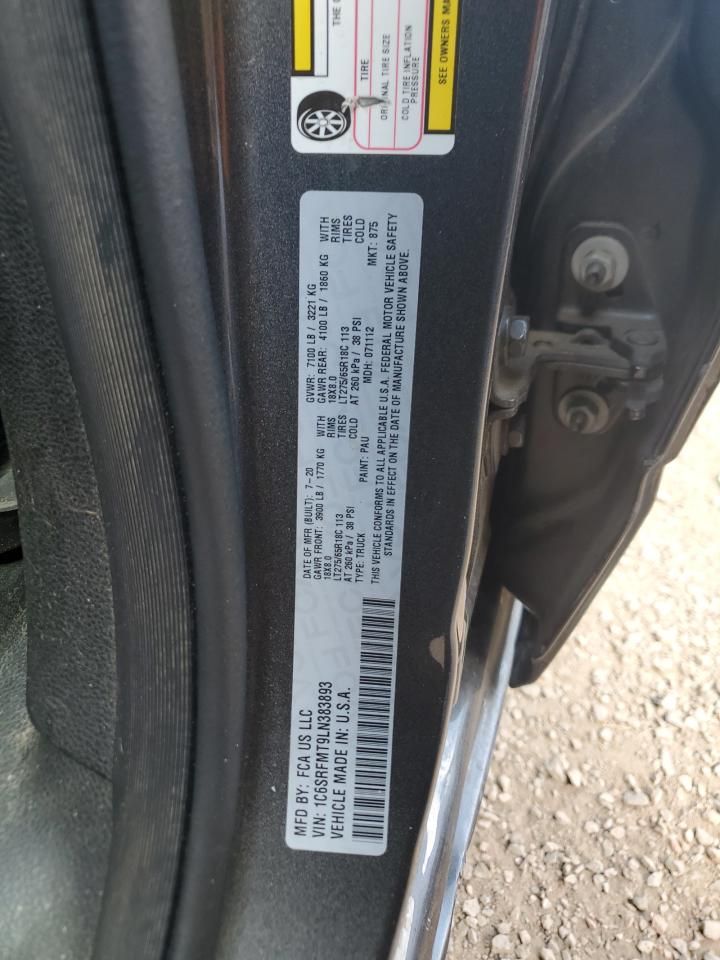 THE C
TIRE
ORIGINAL TIRE SIZE
COLD TIRE INFLATION
PRESSURE
SEE OWNERS MA
MFD BY: FCA US LLC
VIN: 1C6SRFMT9LN383893
VEHICLE MADE IN: U.S.A.
DATE OF MFR (BUILT): 7-20
GAWR FRONT: 3900 LB / 1770 KG WITH
18X8.0 RIMS
LT275/65R18C 113 TIRES
AT 260 kPa / 38 PSI COLD
TYPE: TRUCK PAINT: PAU
GVWR: 7100 LB / 3221 KG
GAWR REAR: 4100 LB / 1860 KG WITH
18X8.0 RIMS
LT275/65R18C 113 TIRES
AT 260 kPa / 38 PSI COLD
MDH: 071112 MKT: 875
THIS VEHICLE CONFORMS TO ALL APPLICABLE U.S.A. FEDERAL MOTOR VEHICLE SAFETY
STANDARDS IN EFFECT ON THE DATE OF MANUFACTURE SHOWN ABOVE.